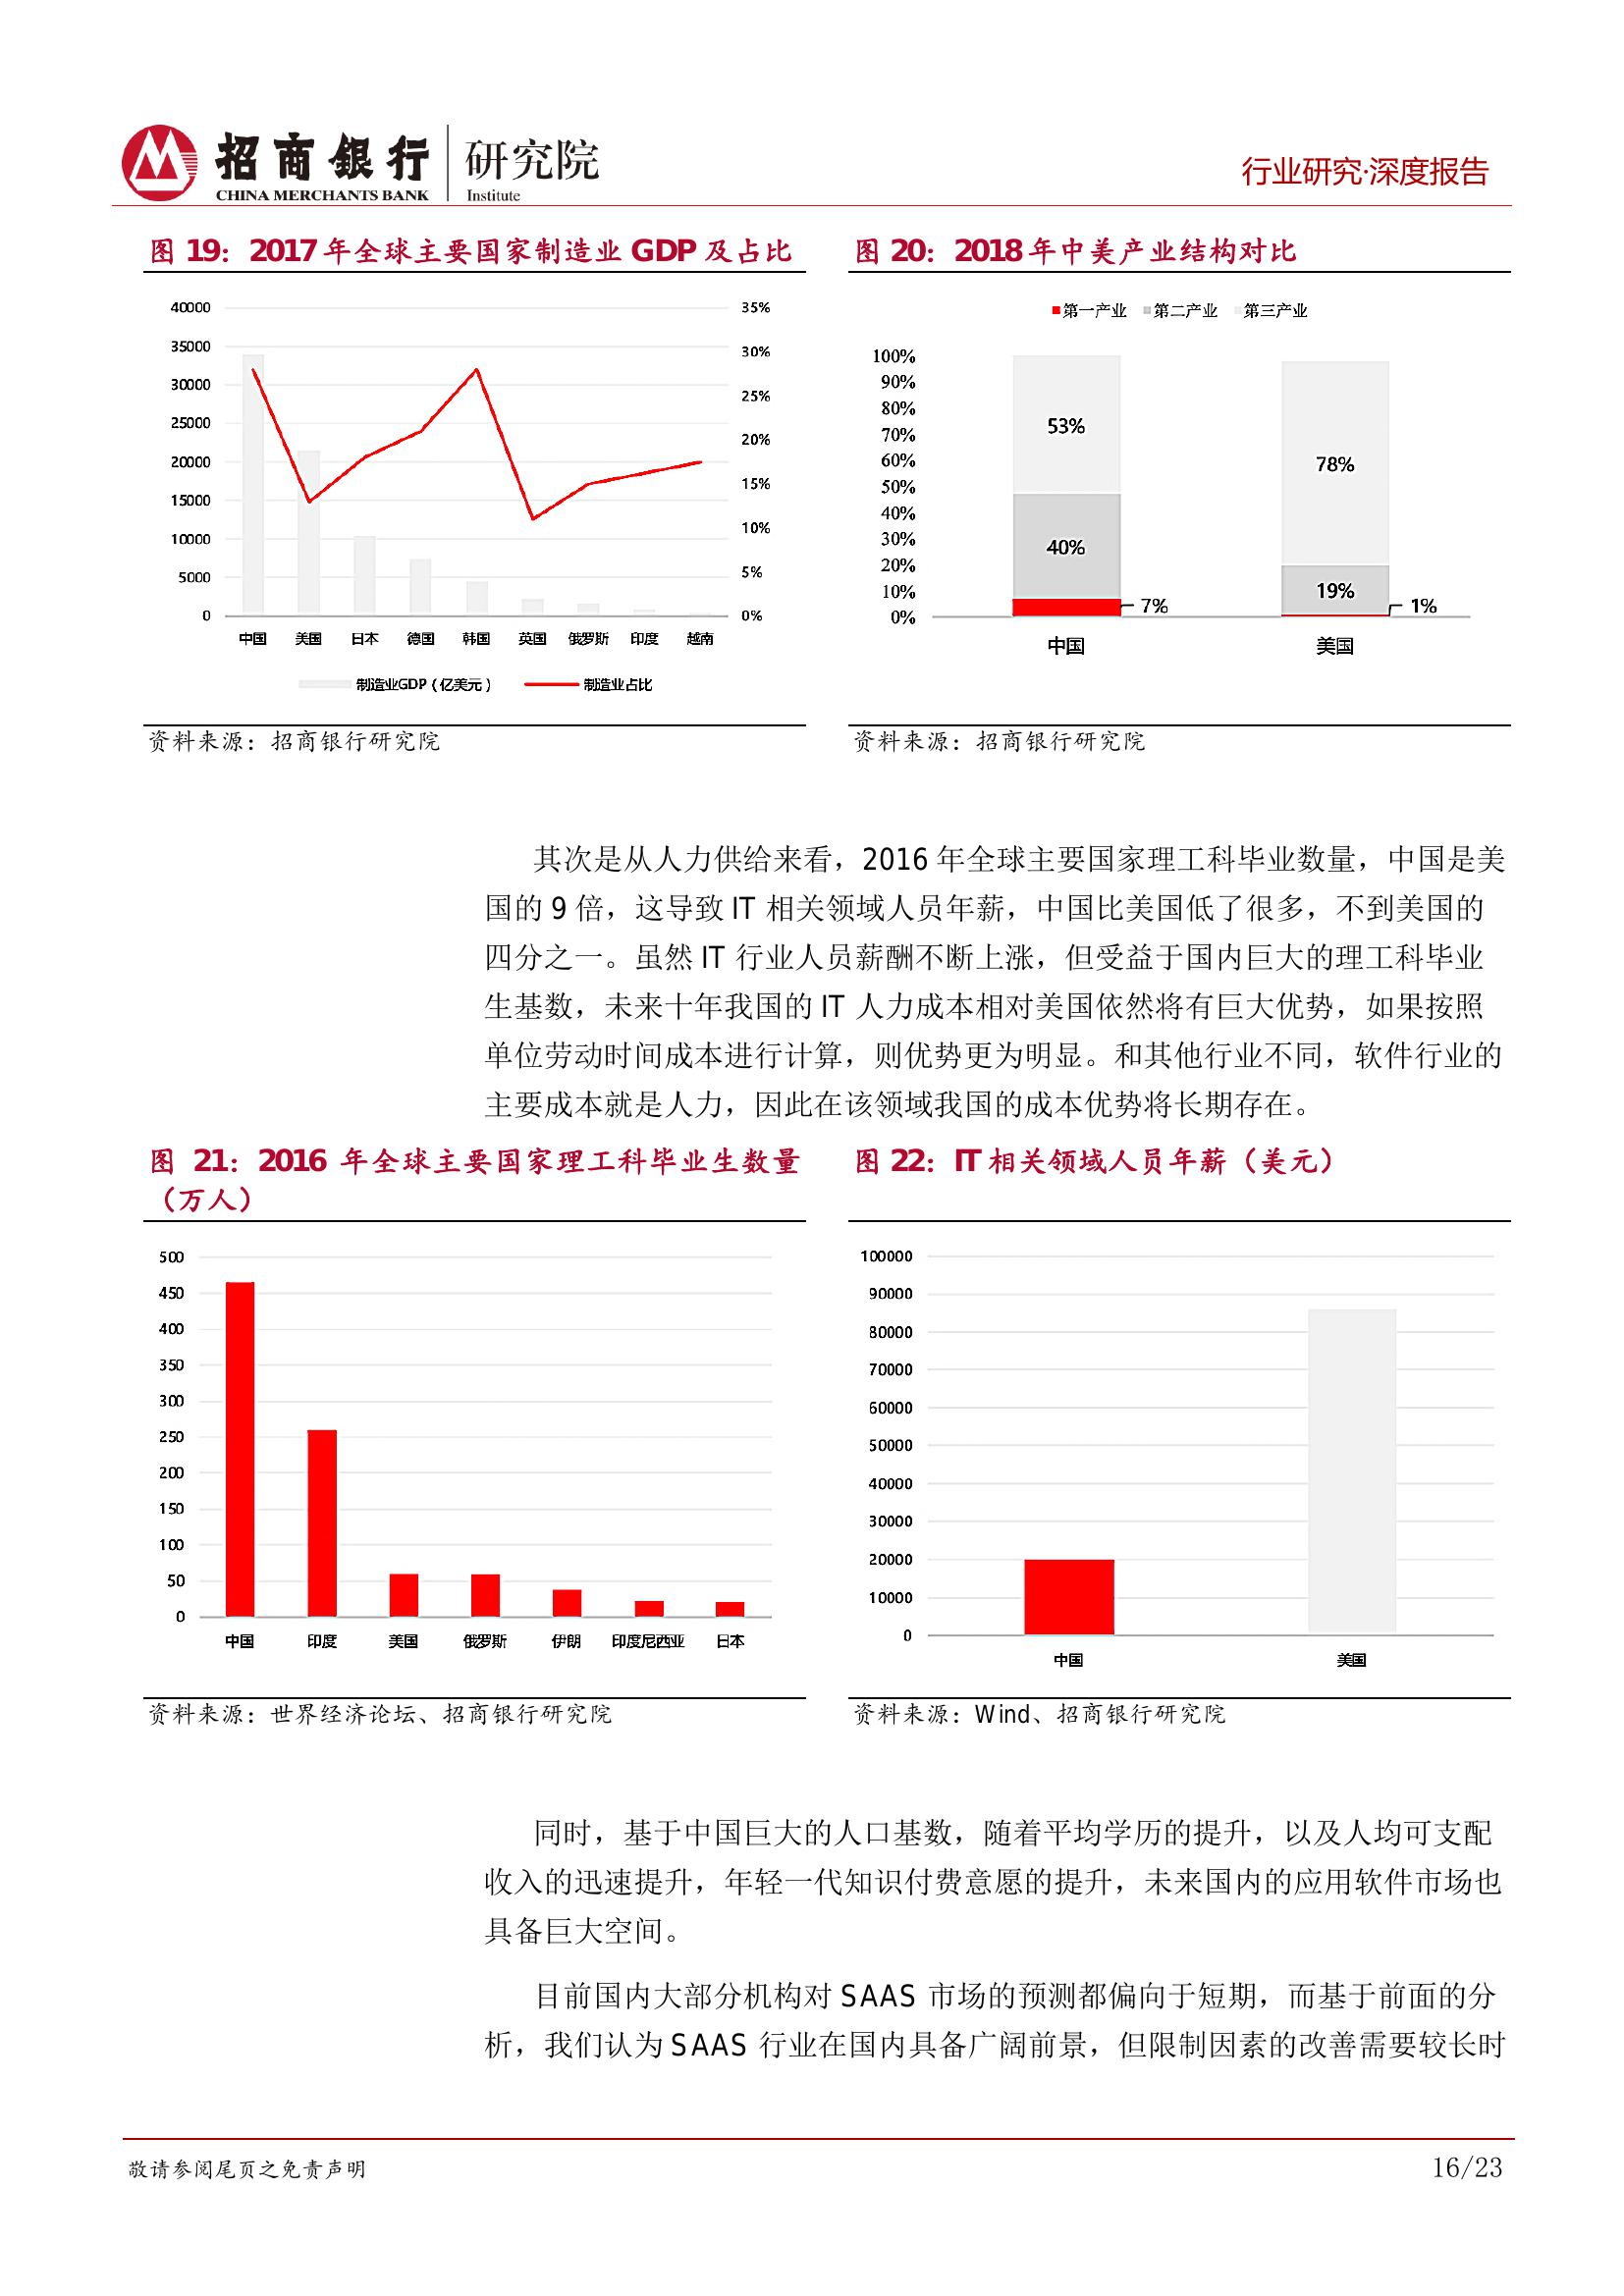 招商银行 研究院
CHINA MERCHANTS BANK Institute
行业研究·深度报告
图 19：2017 年全球主要国家制造业 GDP 及占比
40000
35000
30000
25000
20000
15000
10000
5000
0
35%
30%
25%
20%
15%
10%
5%
0%
中国 美国 日本 德国 韩国 英国 俄罗斯 印度 越南
制造业GDP（亿美元） 制造业占比
资料来源：招商银行研究院
图 20：2018 年中美产业结构对比
第一产业 第二产业 第三产业
100%
90%
80%
70%
60%
50%
40%
30%
20%
10%
0%
53%
40%
7%
78%
19%
1%
中国 美国
资料来源：招商银行研究院
其次是从人力供给来看，2016 年全球主要国家理工科毕业数量，中国是美
国的 9 倍，这导致 IT 相关领域人员年薪，中国比美国低了很多，不到美国的
四分之一。虽然 IT 行业人员薪酬不断上涨，但受益于国内巨大的理工科毕业
生基数，未来十年我国的 IT 人力成本相对美国依然将有巨大优势，如果按照
单位劳动时间成本进行计算，则优势更为明显。和其他行业不同，软件行业的
主要成本就是人力，因此在该领域我国的成本优势将长期存在。
图 21：2016 年全球主要国家理工科毕业生数量
（万人）
500
450
400
350
300
250
200
150
100
50
0
中国 印度 美国 俄罗斯 伊朗 印度尼西亚 日本
资料来源：世界经济论坛、招商银行研究院
图 22：IT 相关领域人员年薪（美元）
100000
90000
80000
70000
60000
50000
40000
30000
20000
10000
0
中国 美国
资料来源：Wind、招商银行研究院
同时，基于中国巨大的人口基数，随着平均学历的提升，以及人均可支配
收入的迅速提升，年轻一代知识付费意愿的提升，未来国内的应用软件市场也
具备巨大空间。
目前国内大部分机构对 SAAS 市场的预测都偏向于短期，而基于前面的分
析，我们认为 SAAS 行业在国内具备广阔前景，但限制因素的改善需要较长时
敬请参阅尾页之免责声明
16/23